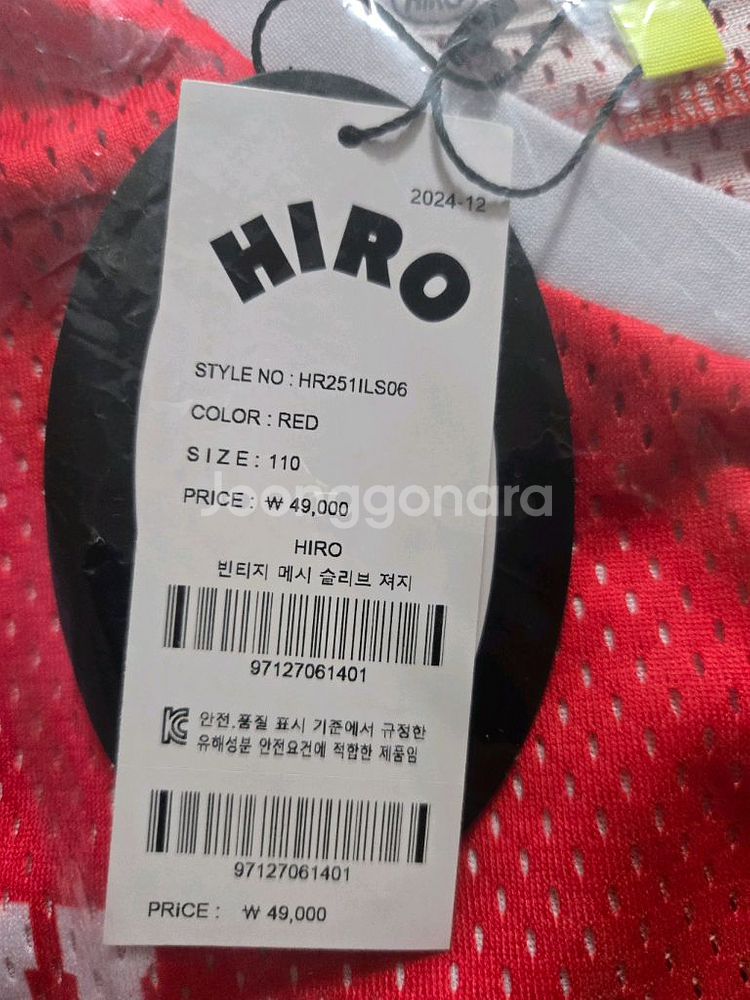 HIRO
2024-12
HIRO
STYLE NO : HR251ILS06
COLOR : RED
SIZE : 110
PRICE : ₩ 49,000
Joonggonara
HIRO
빈티지 메시 슬리브 져지
97127061401
안전.품질 표시 기준에서 규정한
유해성분 안전요건에 적합한 제품임
97127061401
PRiCE : ₩ 49,000